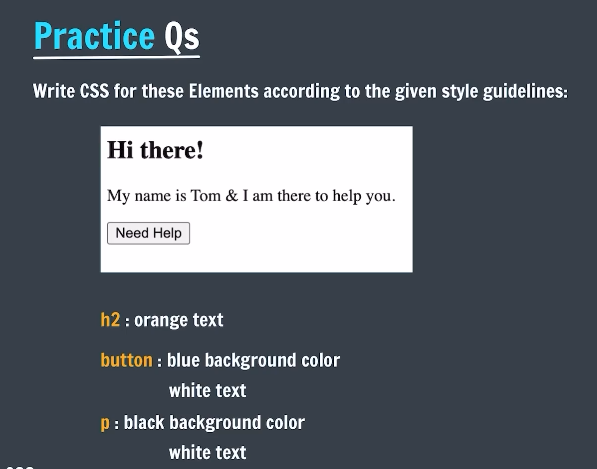 Practice Qs
Write CSS for these Elements according to the given style guidelines:
Hi there!
My name is Tom & I am there to help you.
Need Help
h2 : orange text
button : blue background color
white text
p : black background color
white text